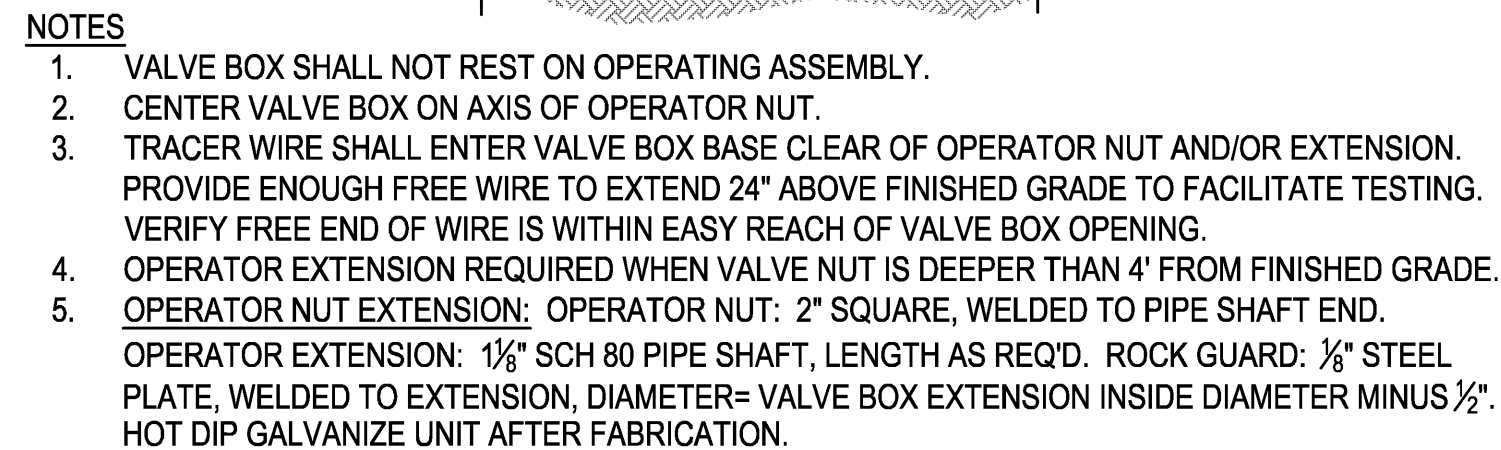 NOTES
1. VALVE BOX SHALL NOT REST ON OPERATING ASSEMBLY.
2. CENTER VALVE BOX ON AXIS OF OPERATOR NUT.
3. TRACER WIRE SHALL ENTER VALVE BOX BASE CLEAR OF OPERATOR NUT AND/OR EXTENSION.
PROVIDE ENOUGH FREE WIRE TO EXTEND 24" ABOVE FINISHED GRADE TO FACILITATE TESTING.
VERIFY FREE END OF WIRE IS WITHIN EASY REACH OF VALVE BOX OPENING.
4. OPERATOR EXTENSION REQUIRED WHEN VALVE NUT IS DEEPER THAN 4' FROM FINISHED GRADE.
5. OPERATOR NUT EXTENSION: OPERATOR NUT: 2" SQUARE, WELDED TO PIPE SHAFT END.
OPERATOR EXTENSION: 1⅛" SCH 80 PIPE SHAFT, LENGTH AS REQ'D. ROCK GUARD: ⅛" STEEL
PLATE, WELDED TO EXTENSION, DIAMETER= VALVE BOX EXTENSION INSIDE DIAMETER MINUS ½".
HOT DIP GALVANIZE UNIT AFTER FABRICATION.